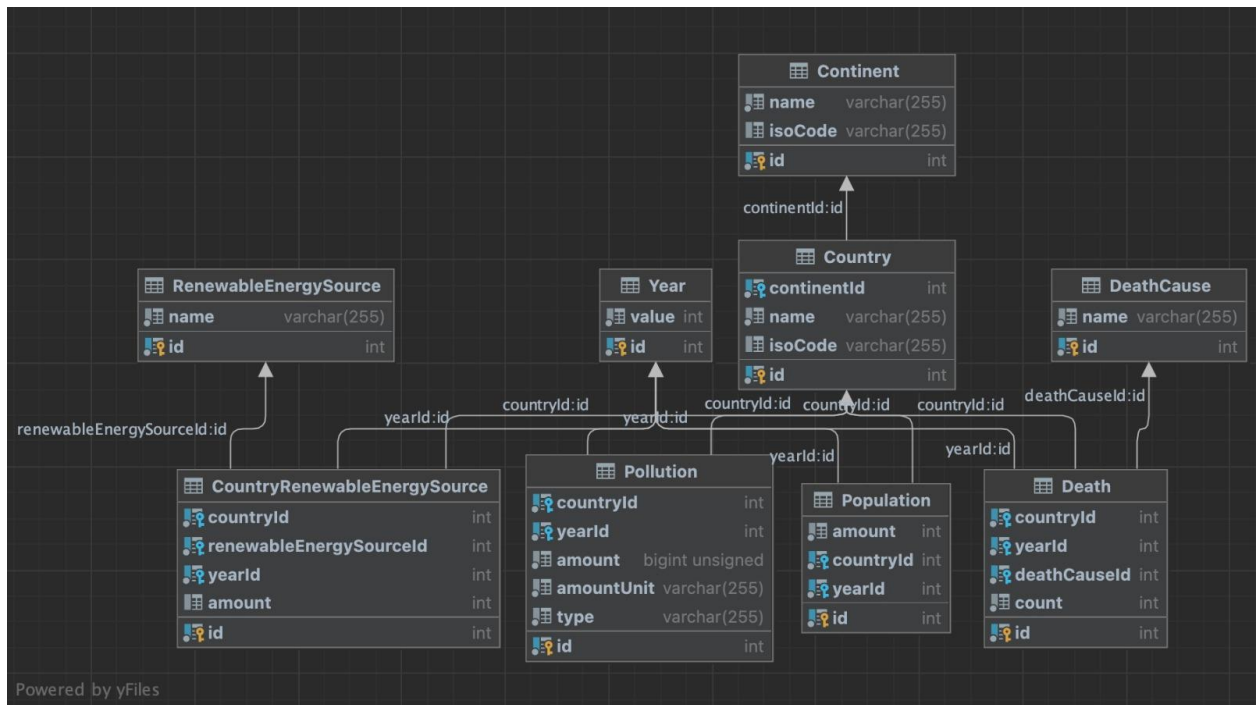 Continent
name varchar(255)
isoCode varchar(255)
id int
continentId:id
Country
continentId int
name varchar(255)
isoCode varchar(255)
id int
RenewableEnergySource
name varchar(255)
id int
Year
value int
id int
DeathCause
name varchar(255)
id int
renewableEnergySourceId:id
yearId:id
countryId:id
yearId:id
countryId:id
countryId:id
countryId:id
deathCauseId:id
yearId:id
yearId:id
CountryRenewableEnergySource
countryId int
renewableEnergySourceId int
yearId int
amount int
id int
Pollution
countryId int
yearId int
amount bigint unsigned
amountUnit varchar(255)
type varchar(255)
id int
Population
amount int
countryId int
yearId int
id int
Death
countryId int
yearId int
deathCauseId int
count int
id int
Powered by yFiles